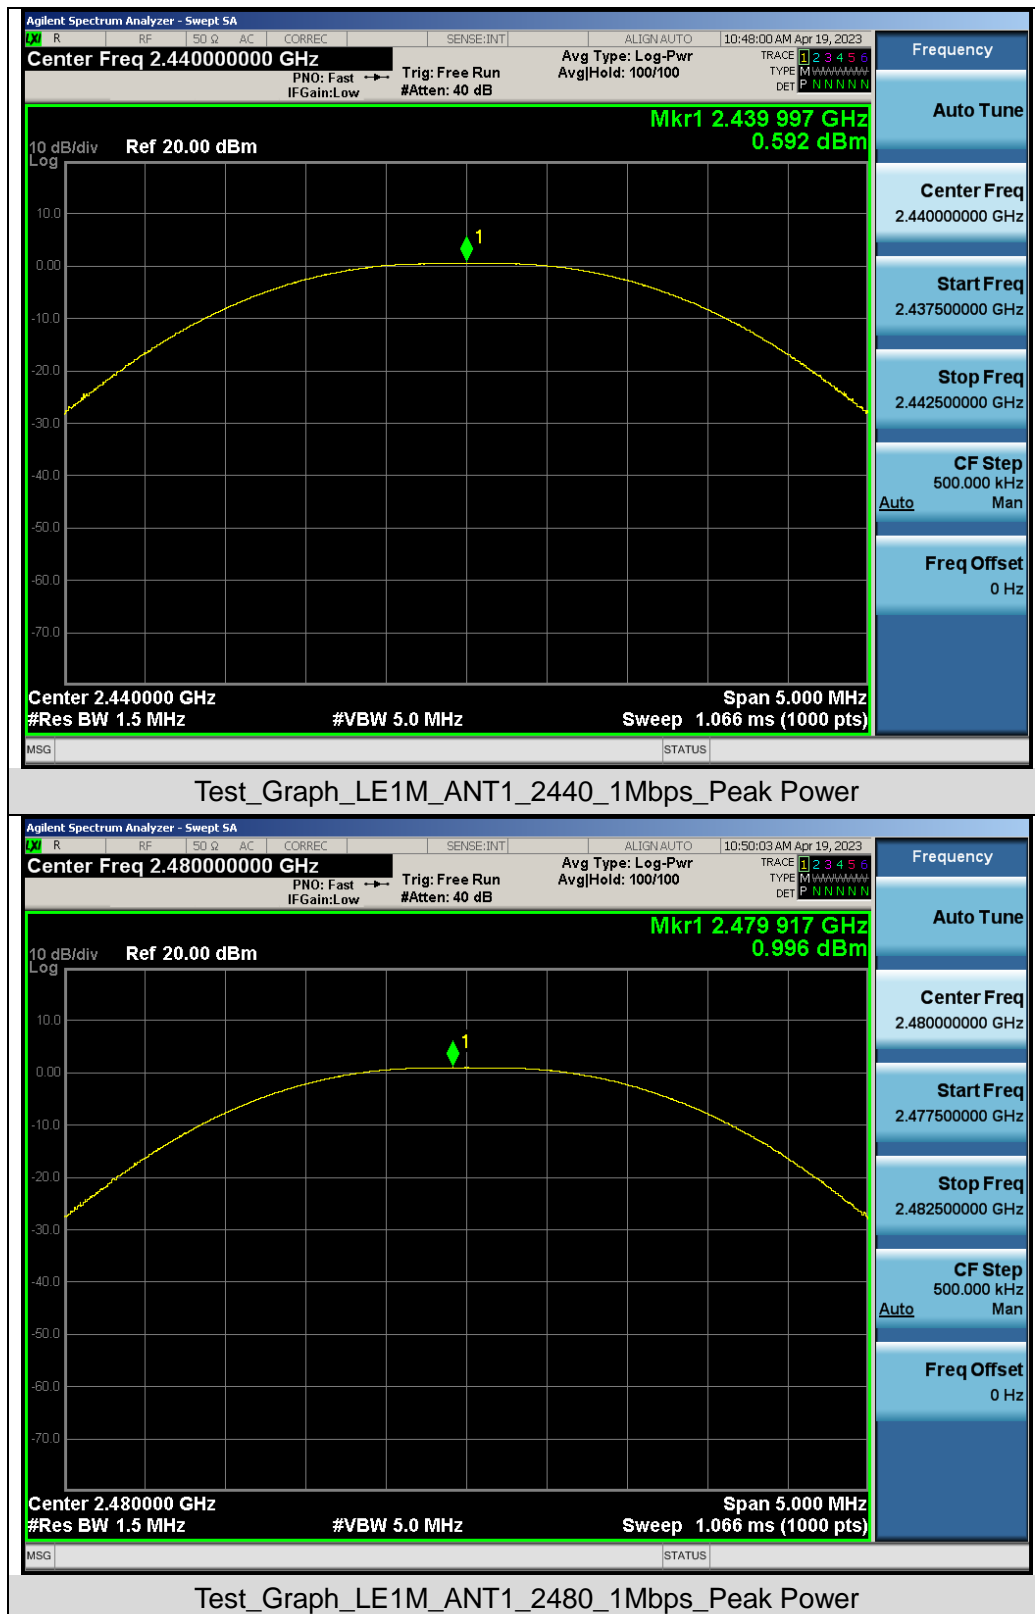 Agilent Spectrum Analyzer - Swept SA
LXI R RF 50 Ω AC CORREC SENSE:INT ALIGN AUTO 10:48:00 AM Apr 19, 2023
Center Freq 2.440000000 GHz
PNO: Fast
IFGain:Low
Trig: Free Run
#Atten: 40 dB
Avg Type: Log-Pwr
Avg|Hold: 100/100
TRACE 1 2 3 4 5 6
TYPE M WWWWW
DET P N N N N N
Mkr1 2.439 997 GHz
0.592 dBm
10 dB/div Ref 20.00 dBm
Log
10.0
1
0.00
-10.0
-20.0
-30.0
-40.0
-50.0
-60.0
-70.0
Center 2.440000 GHz Span 5.000 MHz
#Res BW 1.5 MHz #VBW 5.0 MHz Sweep 1.066 ms (1000 pts)
MSG STATUS
Frequency
Auto Tune
Center Freq
2.440000000 GHz
Start Freq
2.437500000 GHz
Stop Freq
2.442500000 GHz
CF Step
500.000 kHz
Auto Man
Freq Offset
0 Hz
Test_Graph_LE1M_ANT1_2440_1Mbps_Peak Power
Agilent Spectrum Analyzer - Swept SA
LXI R RF 50 Ω AC CORREC SENSE:INT ALIGN AUTO 10:50:03 AM Apr 19, 2023
Center Freq 2.480000000 GHz
PNO: Fast
IFGain:Low
Trig: Free Run
#Atten: 40 dB
Avg Type: Log-Pwr
Avg|Hold: 100/100
TRACE 1 2 3 4 5 6
TYPE M WWWWW
DET P N N N N N
Mkr1 2.479 917 GHz
0.996 dBm
10 dB/div Ref 20.00 dBm
Log
10.0
1
0.00
-10.0
-20.0
-30.0
-40.0
-50.0
-60.0
-70.0
Center 2.480000 GHz Span 5.000 MHz
#Res BW 1.5 MHz #VBW 5.0 MHz Sweep 1.066 ms (1000 pts)
MSG STATUS
Frequency
Auto Tune
Center Freq
2.480000000 GHz
Start Freq
2.477500000 GHz
Stop Freq
2.482500000 GHz
CF Step
500.000 kHz
Auto Man
Freq Offset
0 Hz
Test_Graph_LE1M_ANT1_2480_1Mbps_Peak Power